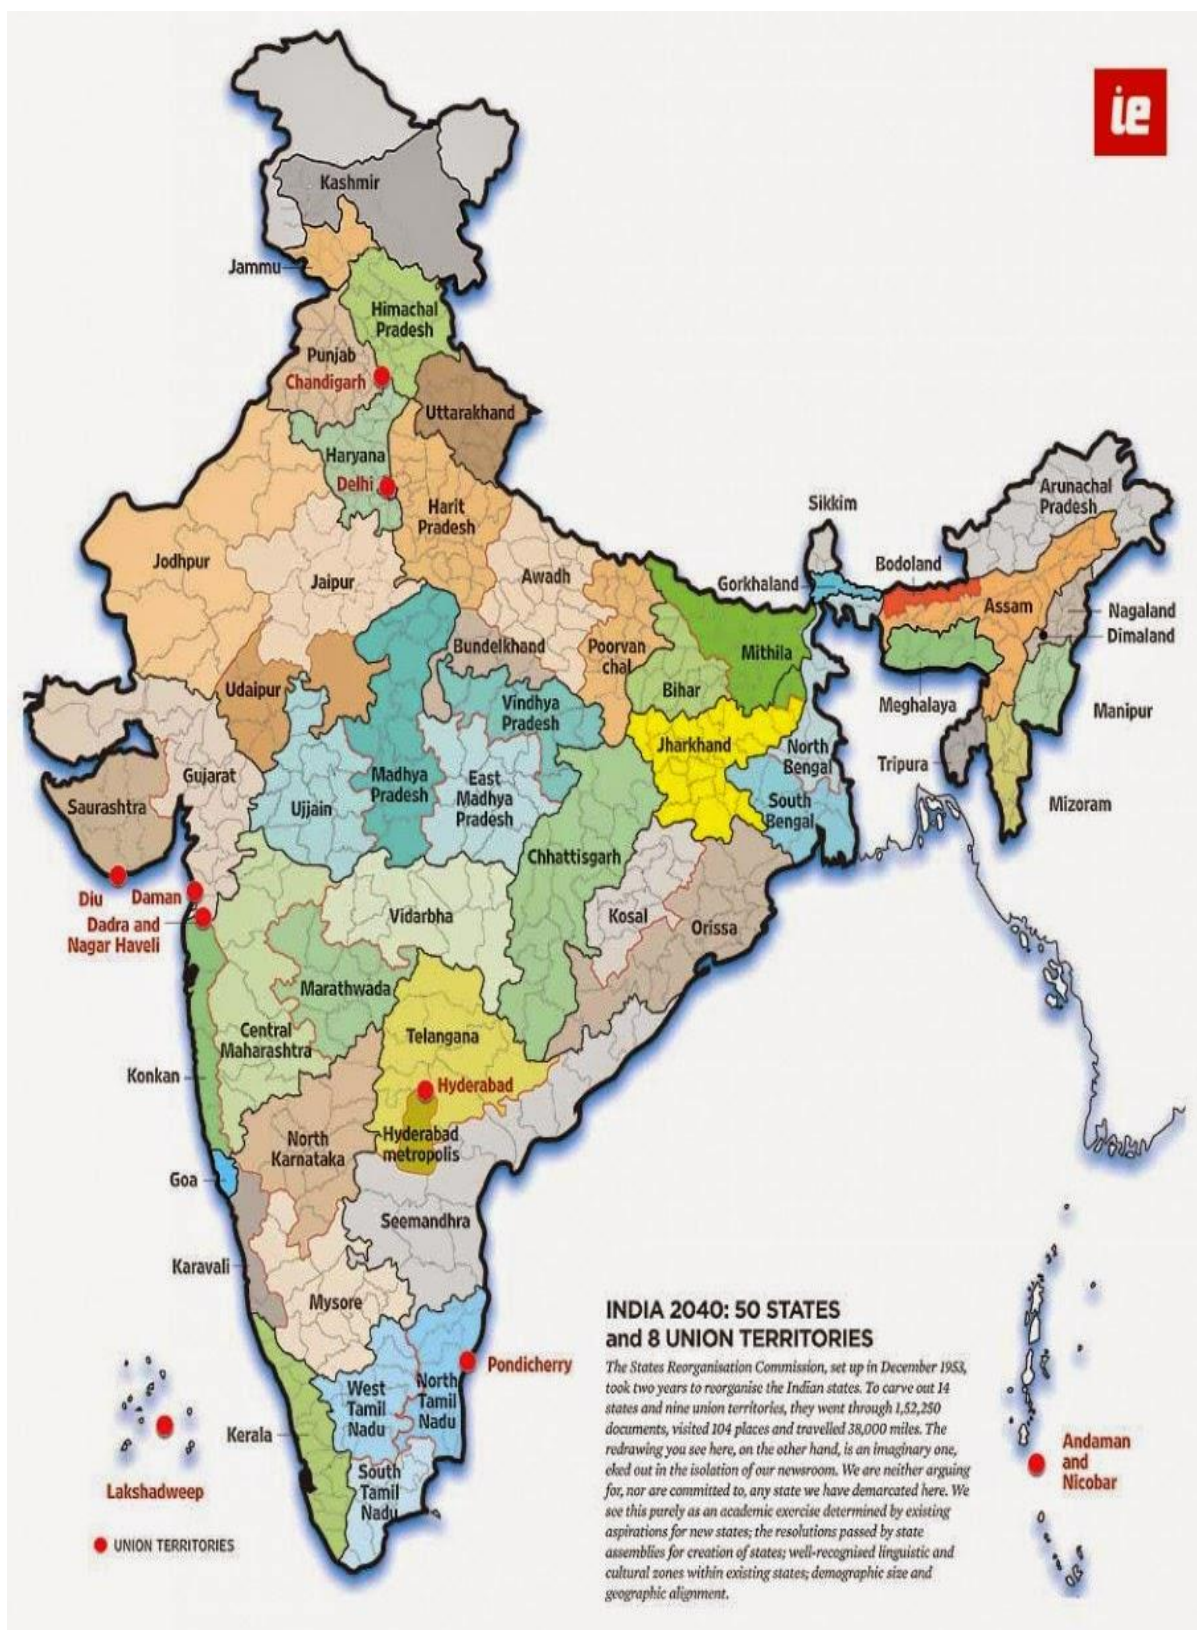 ie
Kashmir
Jammu
Himachal
Pradesh
Punjab
Chandigarh
Uttarakhand
Haryana
Delhi
Harit
Pradesh
Sikkim
Arunachal
Pradesh
Jodhpur
Jaipur
Awadh
Gorkhaland
Bodoland
Assam
Nagaland
Dimaland
Bundelkhand
Poorvan
chal
Mithila
Udaipur
Bihar
Vindhya
Pradesh
Meghalaya
Manipur
Jharkhand
North
Bengal
Tripura
Gujarat
Madhya
Pradesh
East
Madhya
Pradesh
Saurashtra
Ujjain
South
Bengal
Mizoram
Chhattisgarh
Diu
Daman
Dadra and
Nagar Haveli
Vidarbha
Kosal
Orissa
Marathwada
Central
Maharashtra
Telangana
Konkan
Hyderabad
North
Karnataka
Hyderabad
metropolis
Goa
Seemandhra
Karavali
Mysore
Pondicherry
West
Tamil
Nadu
North
Tamil
Nadu
Kerala
South
Tamil
Nadu
Lakshadweep
UNION TERRITORIES
Andaman
and
Nicobar
INDIA 2040: 50 STATES
and 8 UNION TERRITORIES
The States Reorganisation Commission, set up in December 1953,
took two years to reorganise the Indian states. To carve out 14
states and nine union territories, they went through 1,52,250
documents, visited 104 places and travelled 38,000 miles. The
redrawing you see here, on the other hand, is an imaginary one,
eked out in the isolation of our newsroom. We are neither arguing
for, nor are committed to, any state we have demarcated here. We
see this purely as an academic exercise determined by existing
aspirations for new states; the resolutions passed by state
assemblies for creation of states; well-recognised linguistic and
cultural zones within existing states; demographic size and
geographic alignment.